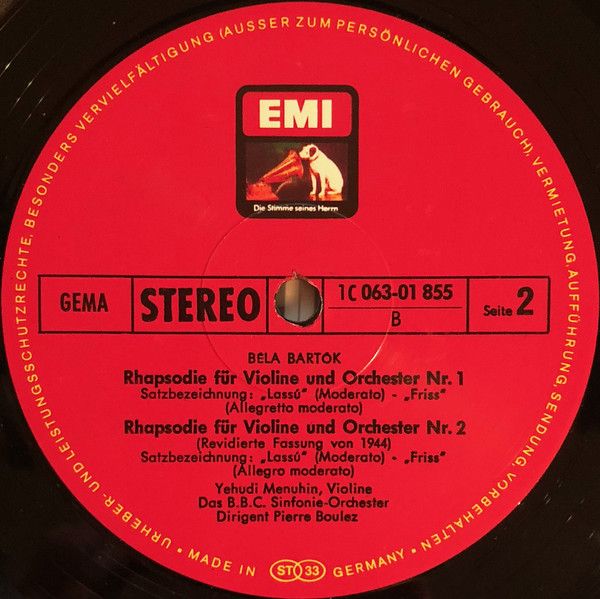 URHEBER- UND LEISTUNGSSCHUTZRECHTE, BESONDERS VERVIELFÄLTIGUNG (AUSSER ZUM PERSÖNLICHEN GEBRAUCH), VERMIETUNG, AUFFÜHRUNG, SENDUNG, VORBEHALTEN
EMI
Die Stimme seines Herrn
GEMA
STEREO
1C 063-01 855
B
Seite 2
BÉLA BARTÓK
Rhapsodie für Violine und Orchester Nr. 1
Satzbezeichnung: „Lassú“ (Moderato) - „Friss“
(Allegretto moderato)
Rhapsodie für Violine und Orchester Nr. 2
(Revidierte Fassung von 1944)
Satzbezeichnung: „Lassú“ (Moderato) - „Friss“
(Allegro moderato)
Yehudi Menuhin, Violine
Das B.B.C. Sinfonie-Orchester
Dirigent Pierre Boulez
• MADE IN ST 33 GERMANY •